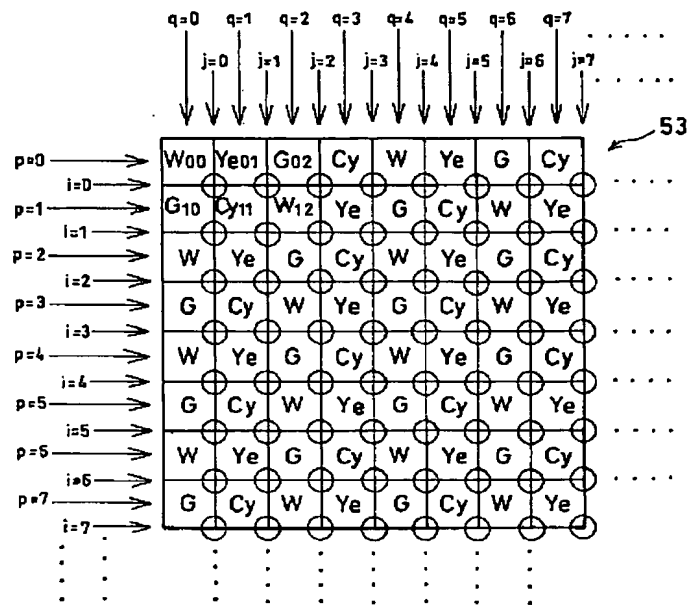 q=0 q=1 q=2 q=3 q=4 q=5 q=6 q=7
j=0 j=1 j=2 j=3 j=4 j=5 j=6 j=7
53
p=0 W00 Ye01 G02 Cy W Ye G Cy
i=0
p=1 G10 Cy11 W12 Ye G Cy W Ye
i=1
p=2 W Ye G Cy W Ye G Cy
i=2
p=3 G Cy W Ye G Cy W Ye
i=3
p=4 W Ye G Cy W Ye G Cy
i=4
p=5 G Cy W Ye G Cy W Ye
i=5
p=6 W Ye G Cy W Ye G Cy
i=6
p=7 G Cy W Ye G Cy W Ye
i=7